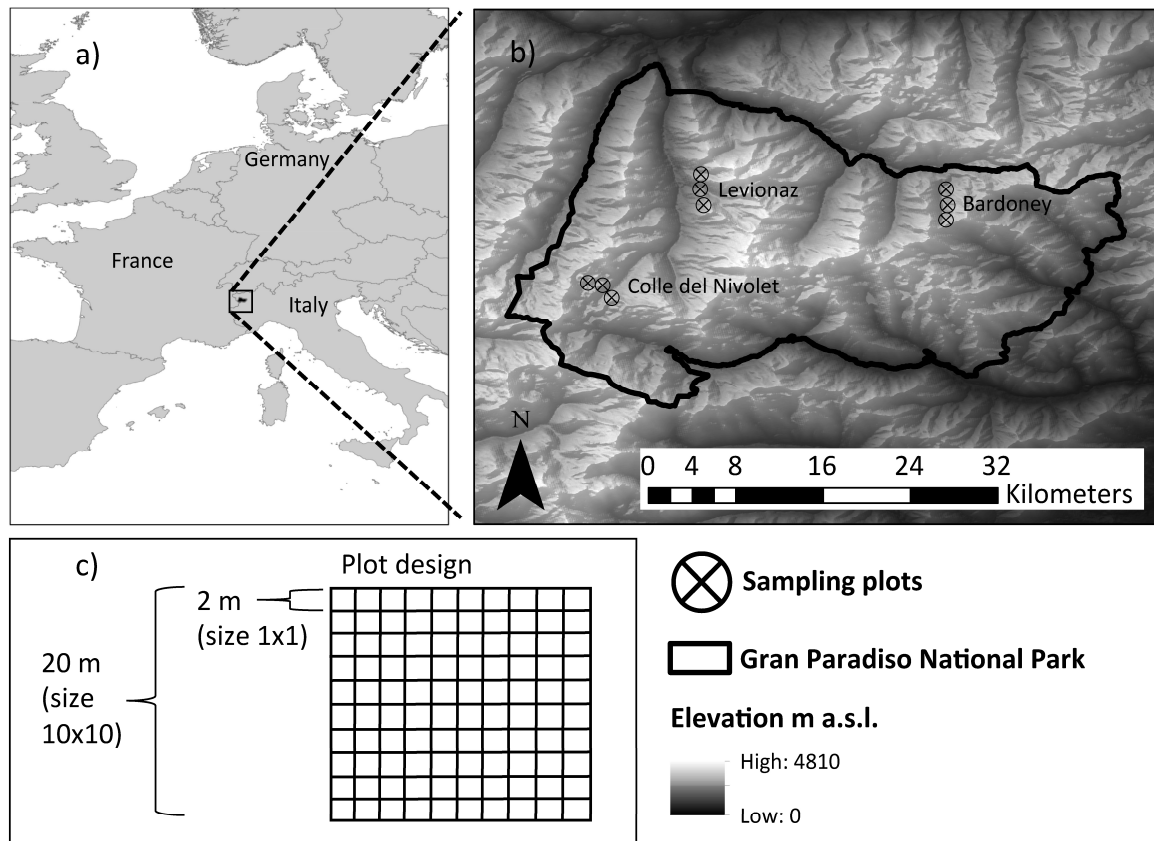 a)
Germany
France
Italy
b)
Levionaz
Bardoney
Colle del Nivolet
N
0 4 8 16 24 32
Kilometers
c)
Plot design
2 m
(size 1x1)
20 m
(size
10x10)
Sampling plots
Gran Paradiso National Park
Elevation m a.s.l.
High: 4810
Low: 0